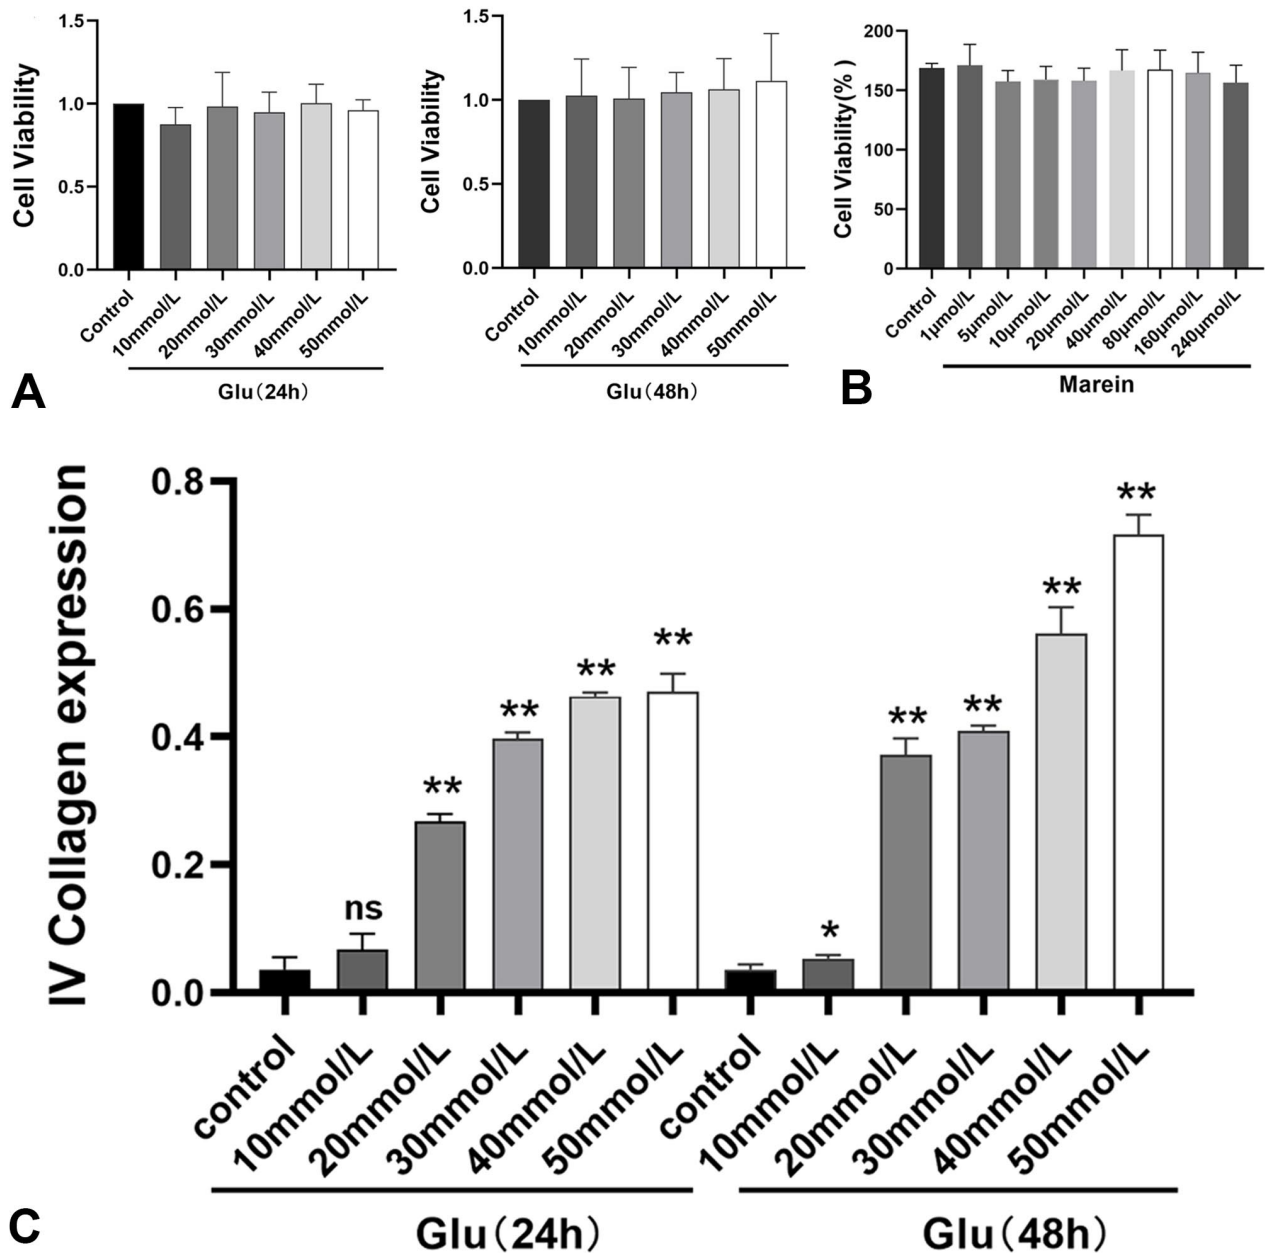 Cell Viability
1.5
1.0
0.5
0.0
Control
10mmol/L
20mmol/L
30mmol/L
40mmol/L
50mmol/L
Glu（24h）
A
Cell Viability
1.5
1.0
0.5
0.0
Control
10mmol/L
20mmol/L
30mmol/L
40mmol/L
50mmol/L
Glu（48h）
Cell Viability(% )
200
150
100
50
0
Control
1μmol/L
5μmol/L
10μmol/L
20μmol/L
40μmol/L
80μmol/L
160μmol/L
240μmol/L
Marein
B
IV Collagen expression
0.8
0.6
0.4
0.2
0.0
ns
**
**
**
**
*
**
**
**
**
control
10mmol/L
20mmol/L
30mmol/L
40mmol/L
50mmol/L
control
10mmol/L
20mmol/L
30mmol/L
40mmol/L
50mmol/L
Glu（24h）
Glu（48h）
C